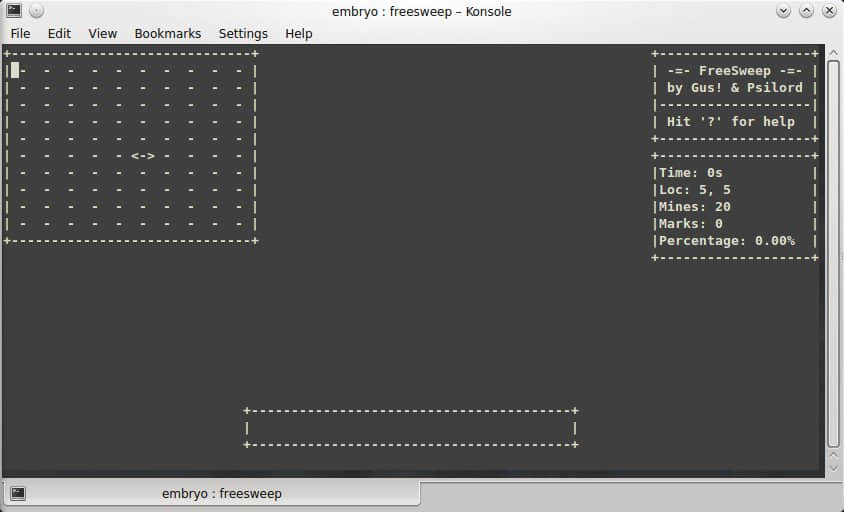 embryo : freesweep – Konsole
File Edit View Bookmarks Settings Help
+------------------------------+
| -  -  -  -  -  -  -  -  -  - |
| -  -  -  -  -  -  -  -  -  - |
| -  -  -  -  -  -  -  -  -  - |
| -  -  -  -  -  -  -  -  -  - |
| -  -  -  -  -  -  -  -  -  - |
| -  -  -  -  - <-> -  -  -  - |
| -  -  -  -  -  -  -  -  -  - |
| -  -  -  -  -  -  -  -  -  - |
| -  -  -  -  -  -  -  -  -  - |
| -  -  -  -  -  -  -  -  -  - |
+------------------------------+
+-------------------+
| -=- FreeSweep -=- |
| by Gus! & Psilord |
|-------------------|
| Hit '?' for help  |
+-------------------+
+-------------------+
|Time: 0s           |
|Loc: 5, 5          |
|Mines: 20          |
|Marks: 0           |
|Percentage: 0.00%  |
+-------------------+
+----------------------------------------+
|                                        |
+----------------------------------------+
embryo : freesweep